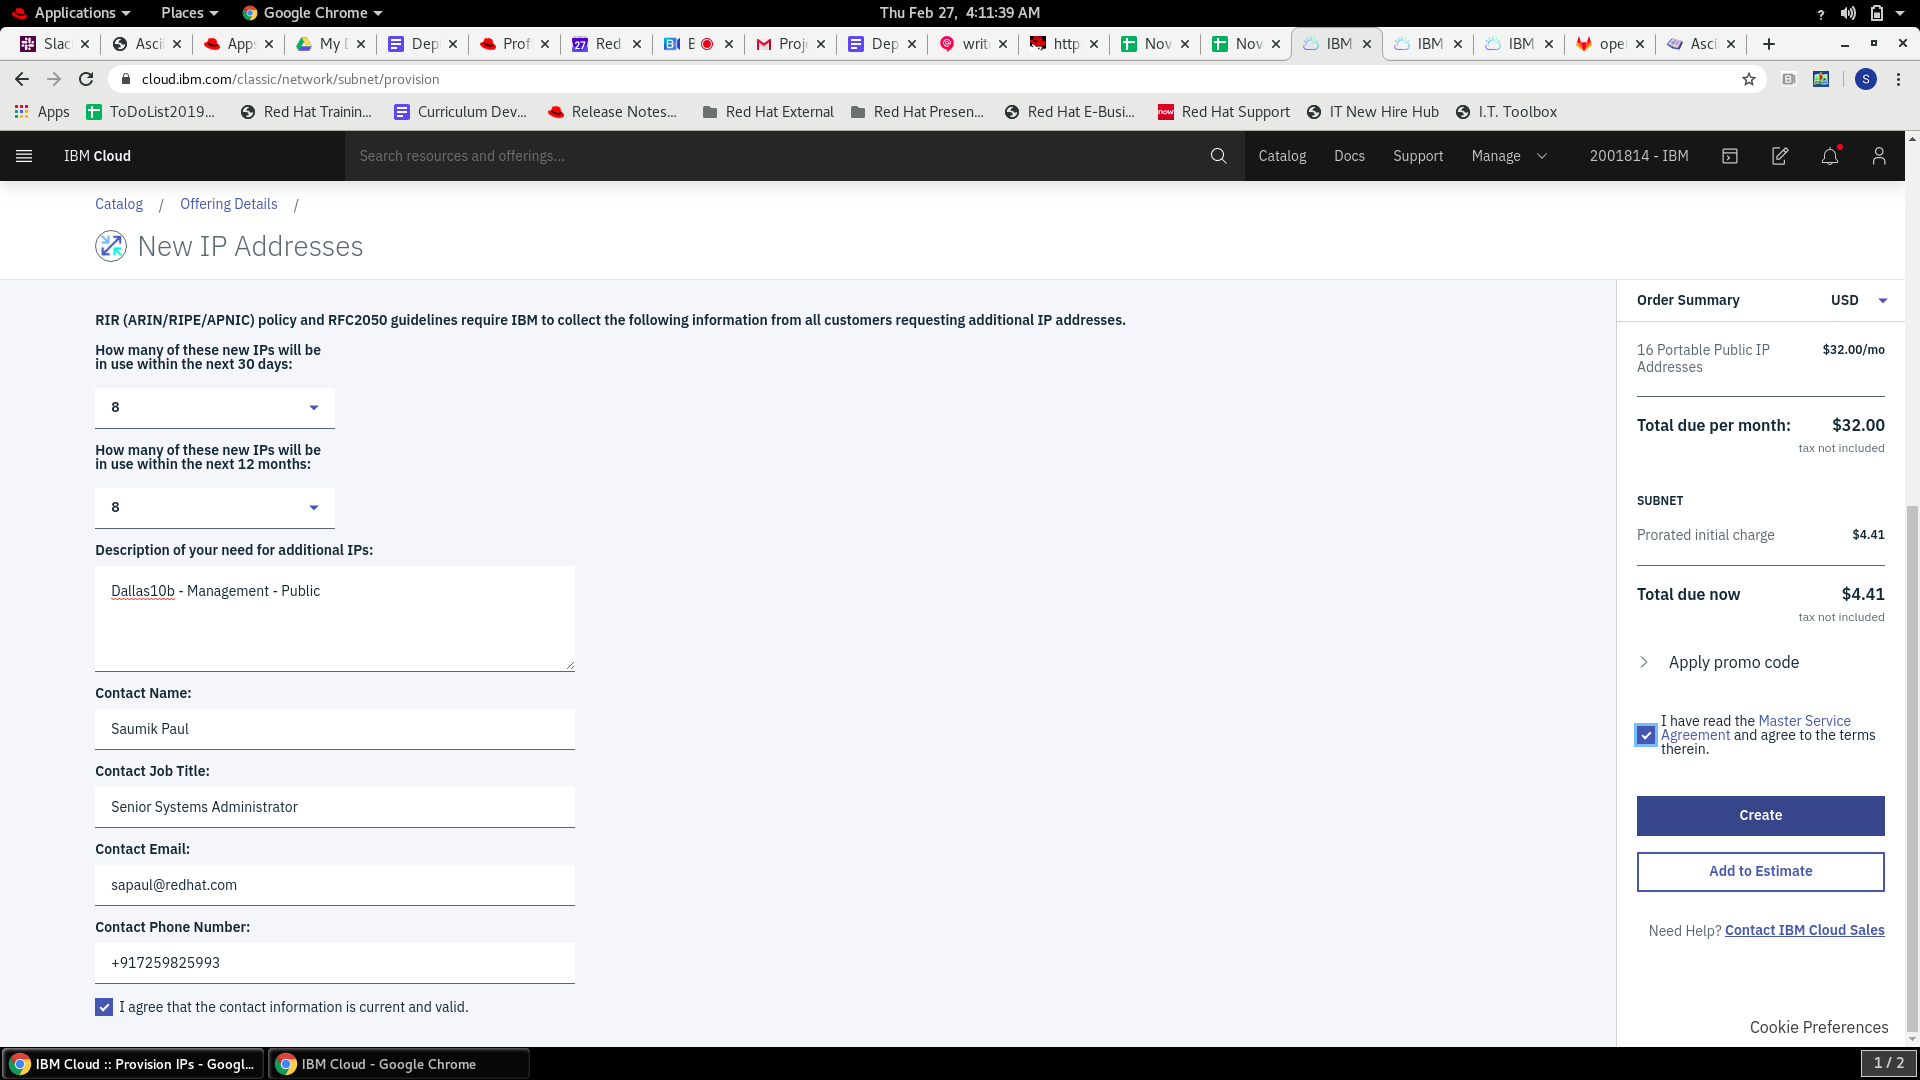 Applications Places Google Chrome Thu Feb 27, 4:11:39 AM ?
Slac Ascii Apps My D Dep Prof 27 Red B Proj Dep writ http Nov Nov IBM IBM IBM ope Asci
cloud.ibm.com/classic/network/subnet/provision S
Apps ToDoList2019... Red Hat Trainin... Curriculum Dev... Release Notes... Red Hat External Red Hat Presen... Red Hat E-Busi... now Red Hat Support IT New Hire Hub I.T. Toolbox
IBM Cloud Search resources and offerings... Catalog Docs Support Manage 2001814 - IBM
Catalog / Offering Details /
New IP Addresses
RIR (ARIN/RIPE/APNIC) policy and RFC2050 guidelines require IBM to collect the following information from all customers requesting additional IP addresses.
How many of these new IPs will be
in use within the next 30 days:
8
How many of these new IPs will be
in use within the next 12 months:
8
Description of your need for additional IPs:
Dallas10b - Management - Public
Contact Name:
Saumik Paul
Contact Job Title:
Senior Systems Administrator
Contact Email:
sapaul@redhat.com
Contact Phone Number:
+917259825993
I agree that the contact information is current and valid.
Order Summary USD
16 Portable Public IP $32.00/mo
Addresses
Total due per month: $32.00
tax not included
SUBNET
Prorated initial charge $4.41
Total due now $4.41
tax not included
Apply promo code
I have read the Master Service
Agreement and agree to the terms
therein.
Create
Add to Estimate
Need Help? Contact IBM Cloud Sales
Cookie Preferences
IBM Cloud :: Provision IPs - Googl... IBM Cloud - Google Chrome 1 / 2